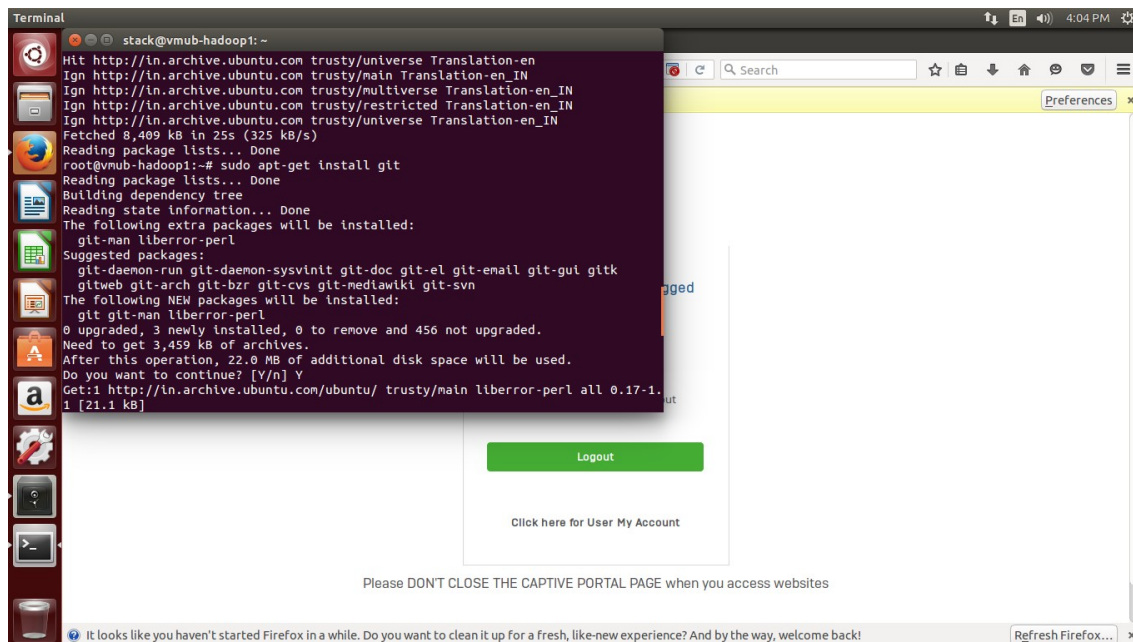 Terminal
En
4:04 PM
stack@vmub-hadoop1: ~
Hit http://in.archive.ubuntu.com trusty/universe Translation-en
Ign http://in.archive.ubuntu.com trusty/main Translation-en_IN
Ign http://in.archive.ubuntu.com trusty/multiverse Translation-en_IN
Ign http://in.archive.ubuntu.com trusty/restricted Translation-en_IN
Ign http://in.archive.ubuntu.com trusty/universe Translation-en_IN
Fetched 8,409 kB in 25s (325 kB/s)
Reading package lists... Done
root@vmub-hadoop1:~# sudo apt-get install git
Reading package lists... Done
Building dependency tree
Reading state information... Done
The following extra packages will be installed:
git-man liberror-perl
Suggested packages:
git-daemon-run git-daemon-sysvinit git-doc git-el git-email git-gui gitk
gitweb git-arch git-bzr git-cvs git-mediawiki git-svn
The following NEW packages will be installed:
git git-man liberror-perl
0 upgraded, 3 newly installed, 0 to remove and 456 not upgraded.
Need to get 3,459 kB of archives.
After this operation, 22.0 MB of additional disk space will be used.
Do you want to continue? [Y/n] Y
Get:1 http://in.archive.ubuntu.com/ubuntu/ trusty/main liberror-perl all 0.17-1.
1 [21.1 kB]
Search
Preferences
gged
out
Logout
Click here for User My Account
Please DON'T CLOSE THE CAPTIVE PORTAL PAGE when you access websites
It looks like you haven't started Firefox in a while. Do you want to clean it up for a fresh, like-new experience? And by the way, welcome back!
Refresh Firefox...